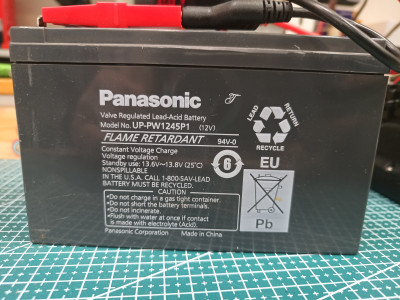 Panasonic
Valve Regulated Lead-Acid Battery
Model No. UP-PW1245P1 (12V)
FLAME RETARDANT 94V-0
Constant Voltage Charge
Voltage regulation
Standby use: 13.6V~13.8V (25℃)
NONSPILLABLE
IN THE U.S.A. CALL 1-800-SAV-LEAD
BATTERY MUST BE RECYCLED.
CAUTION
•Do not charge in a gas tight container.
•Do not short the battery terminals.
•Do not incinerate.
•Flush with water at once if contact
is made with electrolyte (Acid).
Panasonic Corporation Made in China
6
LEAD
RETURN
RECYCLE
EU
Pb